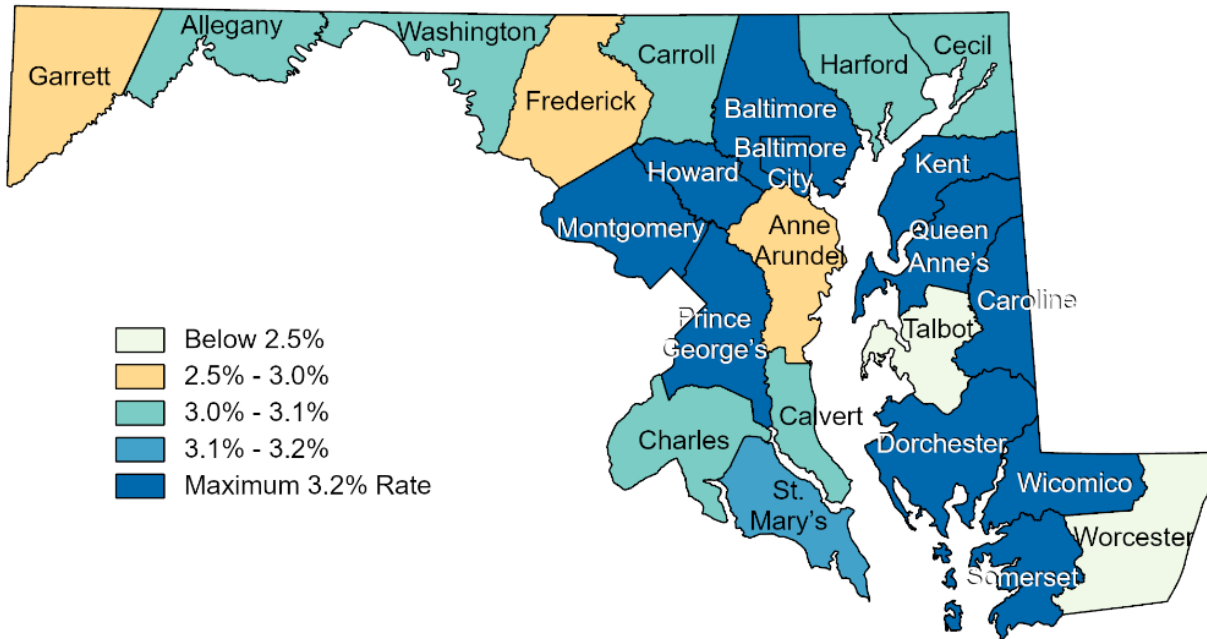 Allegany
Washington
Garrett
Frederick
Carroll
Harford
Cecil
Baltimore
Baltimore
City
Howard
Kent
Montgomery
Anne
Arundel
Queen
Anne's
Caroline
Prince
George's
Talbot
Calvert
Charles
Dorchester
St.
Mary's
Wicomico
Worcester
Somerset
Below 2.5%
2.5% - 3.0%
3.0% - 3.1%
3.1% - 3.2%
Maximum 3.2% Rate